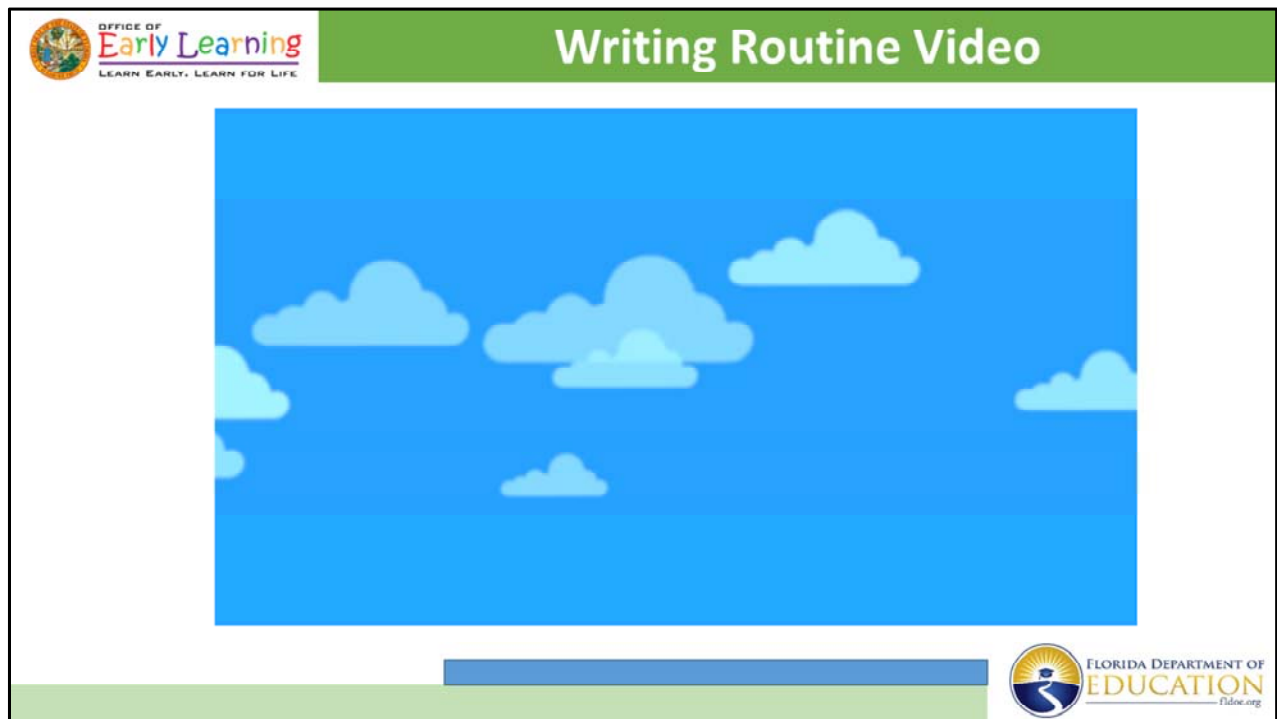 OFFICE OF
Early Learning
LEARN EARLY. LEARN FOR LIFE
Writing Routine Video
FLORIDA DEPARTMENT OF
EDUCATION
fldoe.org